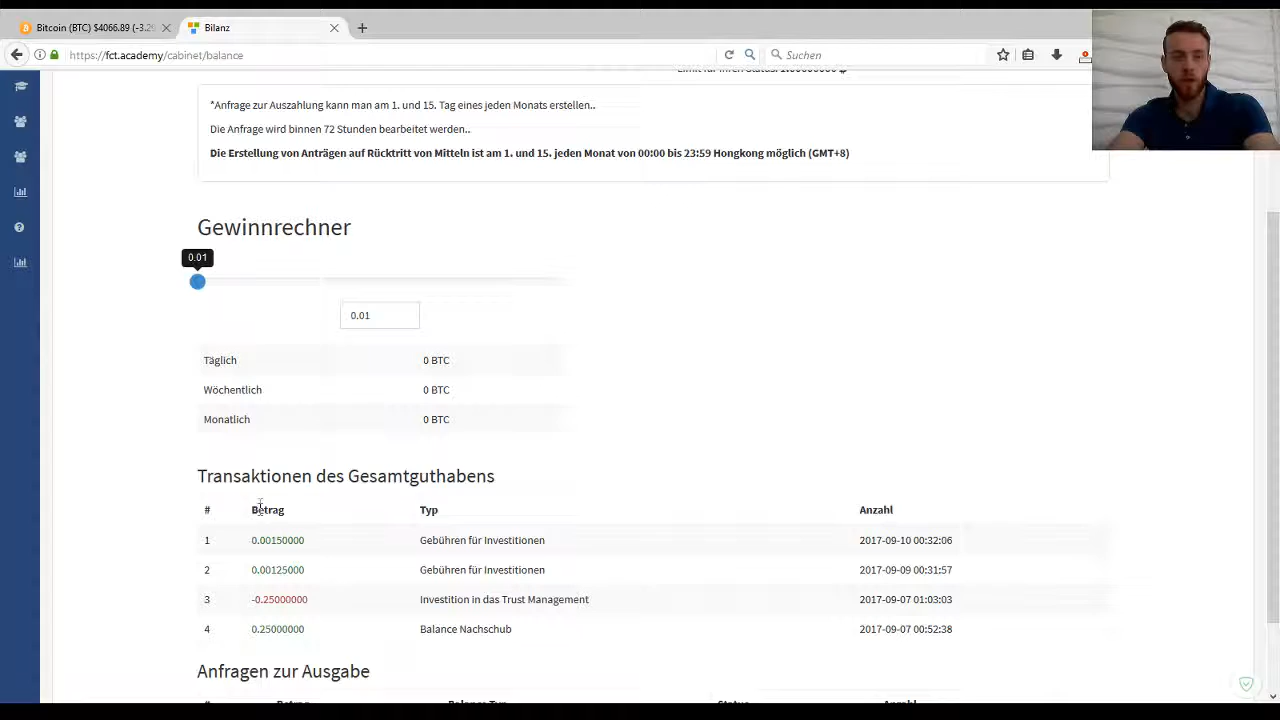 Bitcoin (BTC) $4066.89 (-3.29
Bilanz
https://fct.academy/cabinet/balance
Suchen
*Anfrage zur Auszahlung kann man am 1. und 15. Tag eines jeden Monats erstellen..
Die Anfrage wird binnen 72 Stunden bearbeitet werden..
Die Erstellung von Anträgen auf Rücktritt von Mitteln ist am 1. und 15. jeden Monat von 00:00 bis 23:59 Hongkong möglich (GMT+8)
Gewinnrechner
0.01
0.01
Täglich 0 BTC
Wöchentlich 0 BTC
Monatlich 0 BTC
Transaktionen des Gesamtguthabens
# Betrag Typ Anzahl
1 0.00150000 Gebühren für Investitionen 2017-09-10 00:32:06
2 0.00125000 Gebühren für Investitionen 2017-09-09 00:31:57
3 -0.25000000 Investition in das Trust Management 2017-09-07 01:03:03
4 0.25000000 Balance Nachschub 2017-09-07 00:52:38
Anfragen zur Ausgabe
# Betrag Balance Typ Status Anzahl